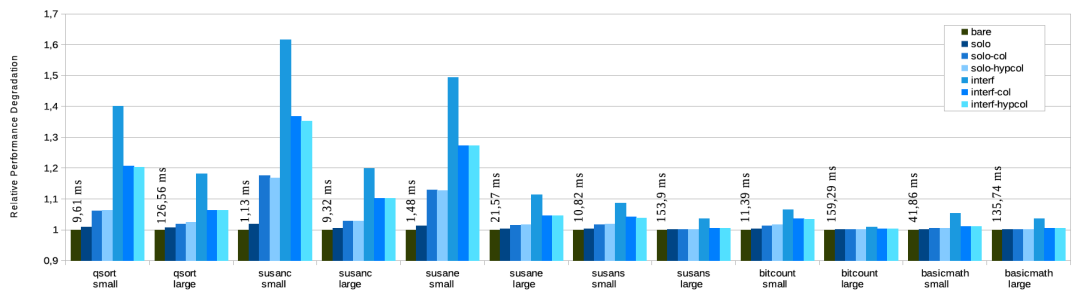 1,7
1,6
1,5
1,4
1,3
1,2
1,1
1
0,9
Relative Performance Degradation
bare
solo
solo-col
solo-hypcol
interf
interf-col
interf-hypcol
9,61 ms
126,56 ms
1,13 ms
9,32 ms
1,48 ms
21,57 ms
10,82 ms
153,9 ms
11,39 ms
159,29 ms
41,86 ms
135,74 ms
qsort
small
qsort
large
susanc
small
susanc
large
susane
small
susane
large
susans
small
susans
large
bitcount
small
bitcount
large
basicmath
small
basicmath
large